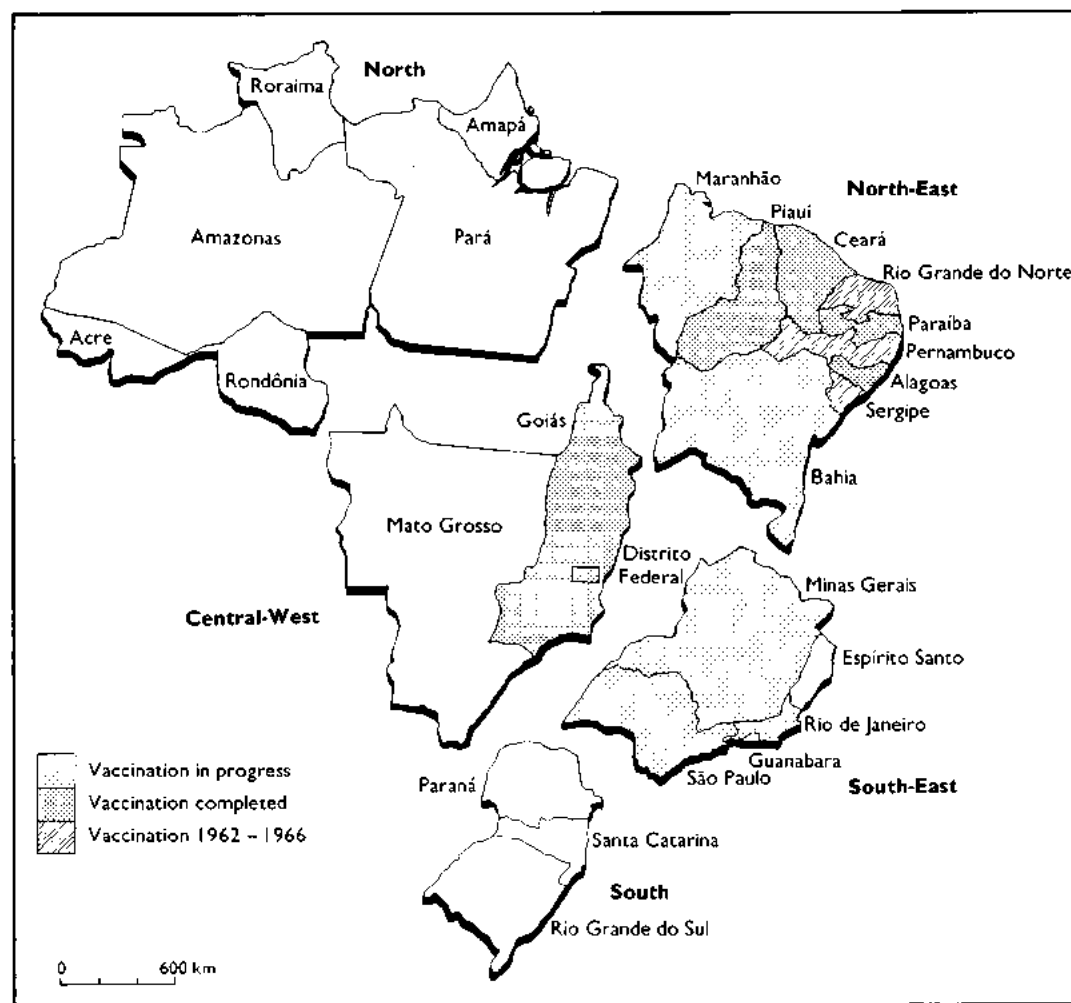 North
Roraima
Amapá
Amazonas
Pará
Acre
Rondônia
Maranhão
North-East
Piauí
Ceará
Rio Grande do Norte
Paraíba
Pernambuco
Alagoas
Sergipe
Bahia
Goiás
Mato Grosso
Distrito
Federal
Central-West
Minas Gerais
Espírito Santo
Rio de Janeiro
Guanabara
São Paulo
South-East
Paraná
Santa Catarina
South
Rio Grande do Sul
Vaccination in progress
Vaccination completed
Vaccination 1962 – 1966
0 600 km